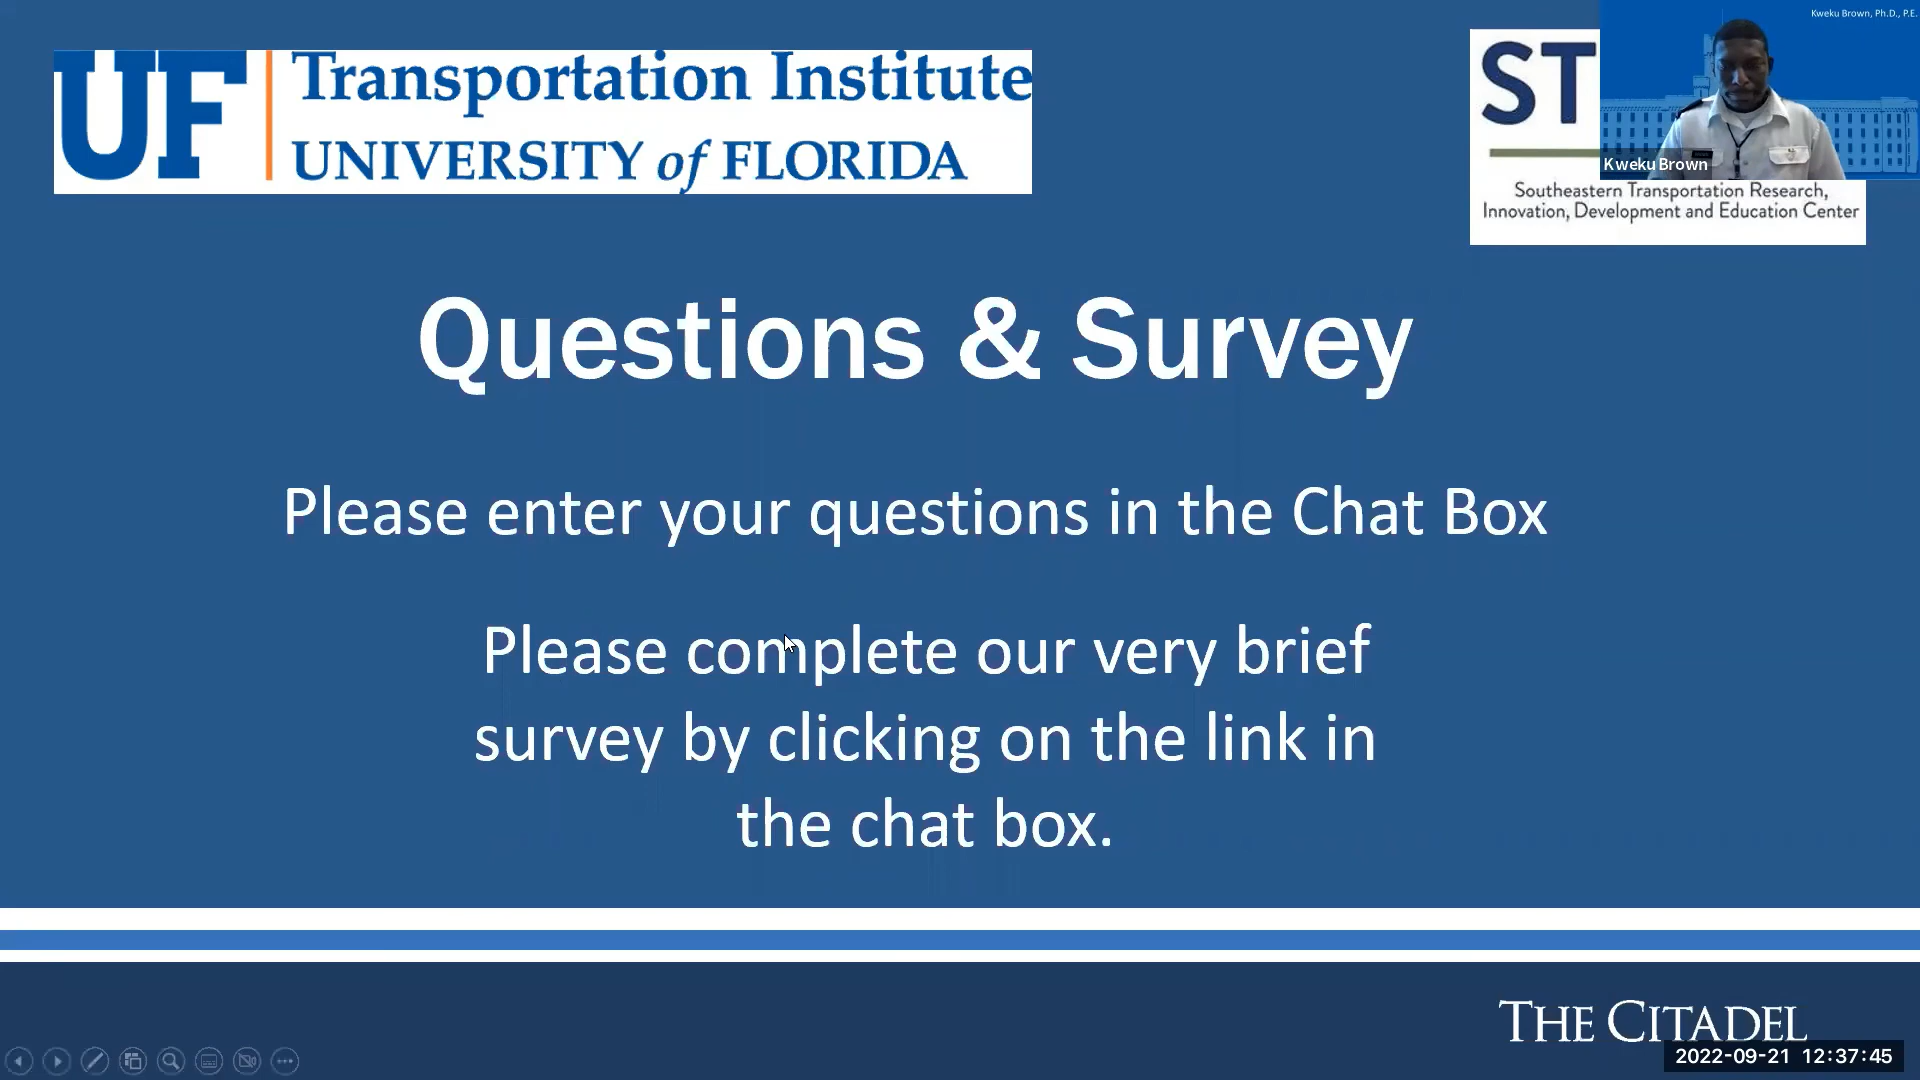 Kweku Brown, Ph.D., P.E.
UF
Transportation Institute
UNIVERSITY of FLORIDA
ST
Kweku Brown
Southeastern Transportation Research,
Innovation, Development and Education Center
Questions & Survey
Please enter your questions in the Chat Box
Please complete our very brief
survey by clicking on the link in
the chat box.
THE CITADEL
2022-09-21 12:37:45